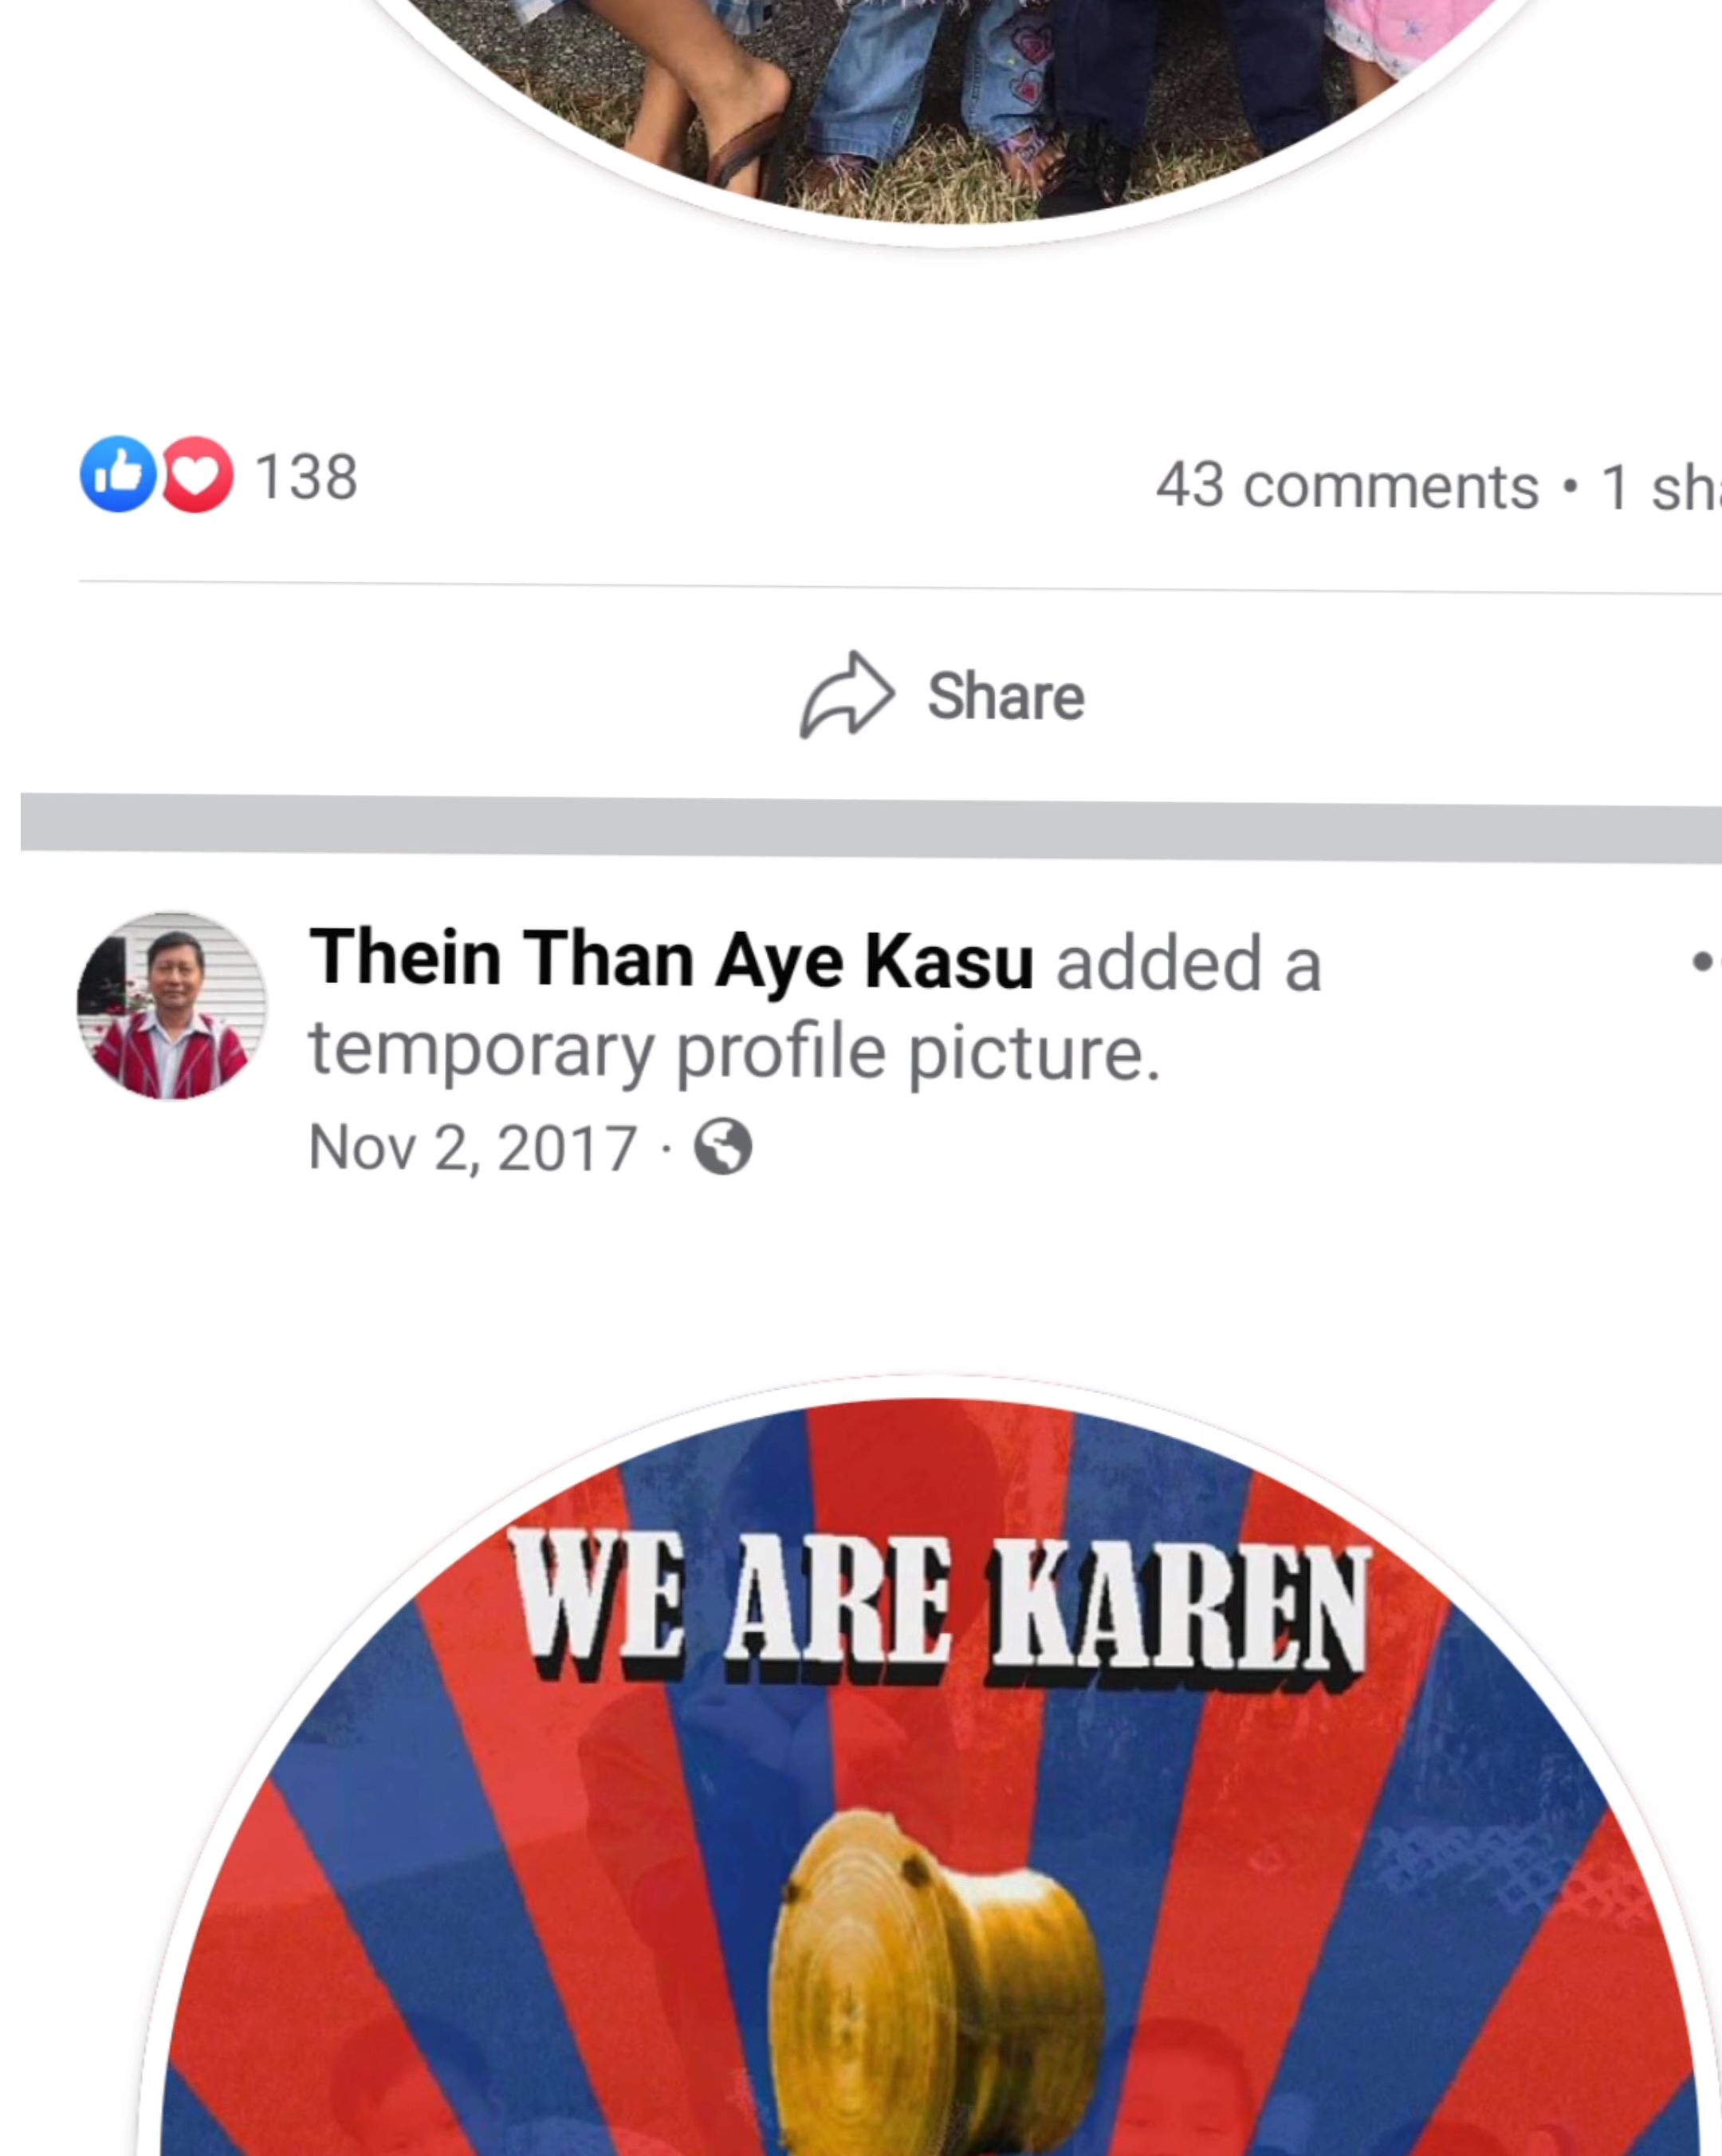 138
43 comments • 1 sh
Share
Thein Than Aye Kasu added a
temporary profile picture.
Nov 2, 2017 ·
WE ARE KAREN